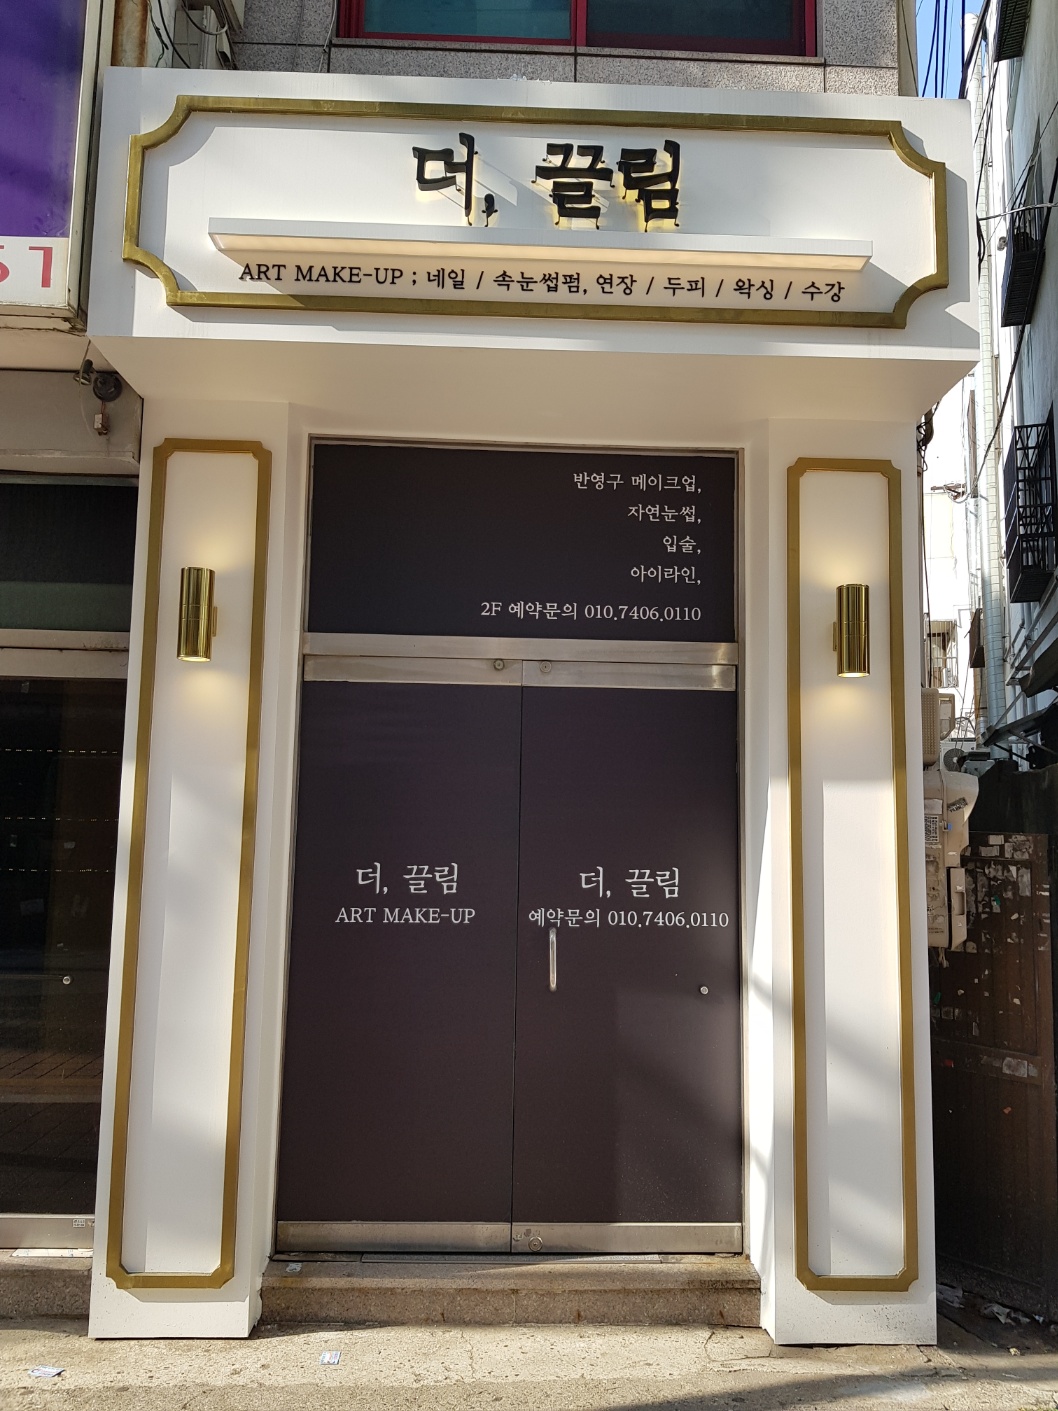 더, 끌림
ART MAKE-UP ; 네일 / 속눈썹펌, 연장 / 두피 / 왁싱 / 수강
51
반영구 메이크업,
자연눈썹,
입술,
아이라인,
2F 예약문의 010.7406.0110
더, 끌림
ART MAKE-UP
더, 끌림
예약문의 010.7406.0110